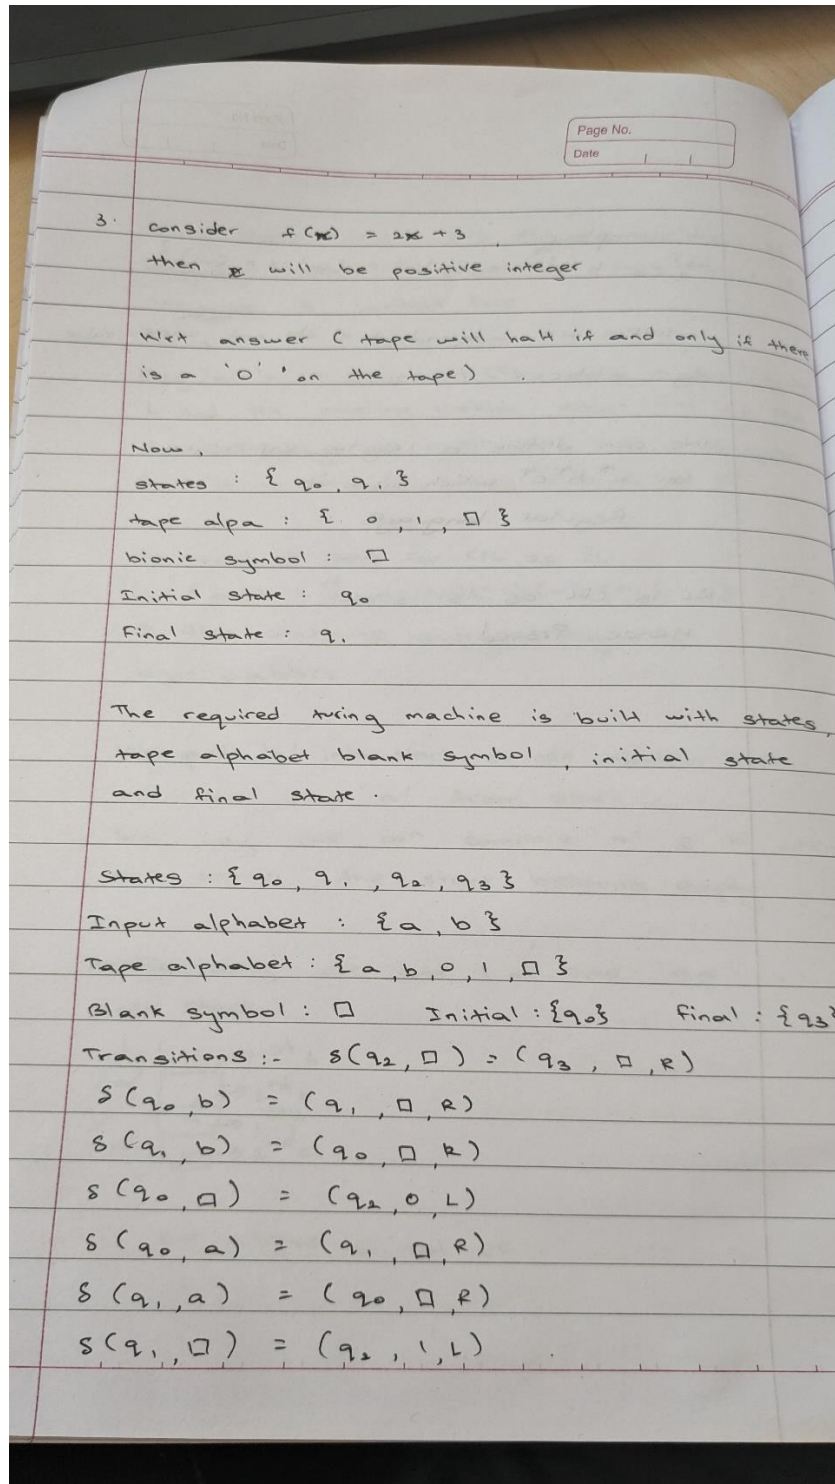 Page No.
Date
3. consider f(x) = 2x + 3,
then x will be positive integer
Wrt answer ( tape will halt if and only if there
is a '0' on the tape) .
Now,
states : { q₀, q₁ }
tape alpa : { 0, 1, □ }
bionic symbol : □
Initial state : q₀
Final state : q₁
The required turing machine is built with states,
tape alphabet blank symbol, initial state
and final state .
States : { q₀, q₁, q₂, q₃ }
Input alphabet : { a, b }
Tape alphabet : { a, b, 0, 1, □ }
Blank symbol : □ Initial : {q₀} final : {q₃}
Transitions :- δ(q₂, □) = (q₃, □, R)
δ(q₀, b) = (q₁, □, R)
δ(q₁, b) = (q₀, □, R)
δ(q₀, □) = (q₂, 0, L)
δ(q₀, a) = (q₁, □, R)
δ(q₁, a) = (q₀, □, R)
δ(q₁, □) = (q₂, 1, L) .